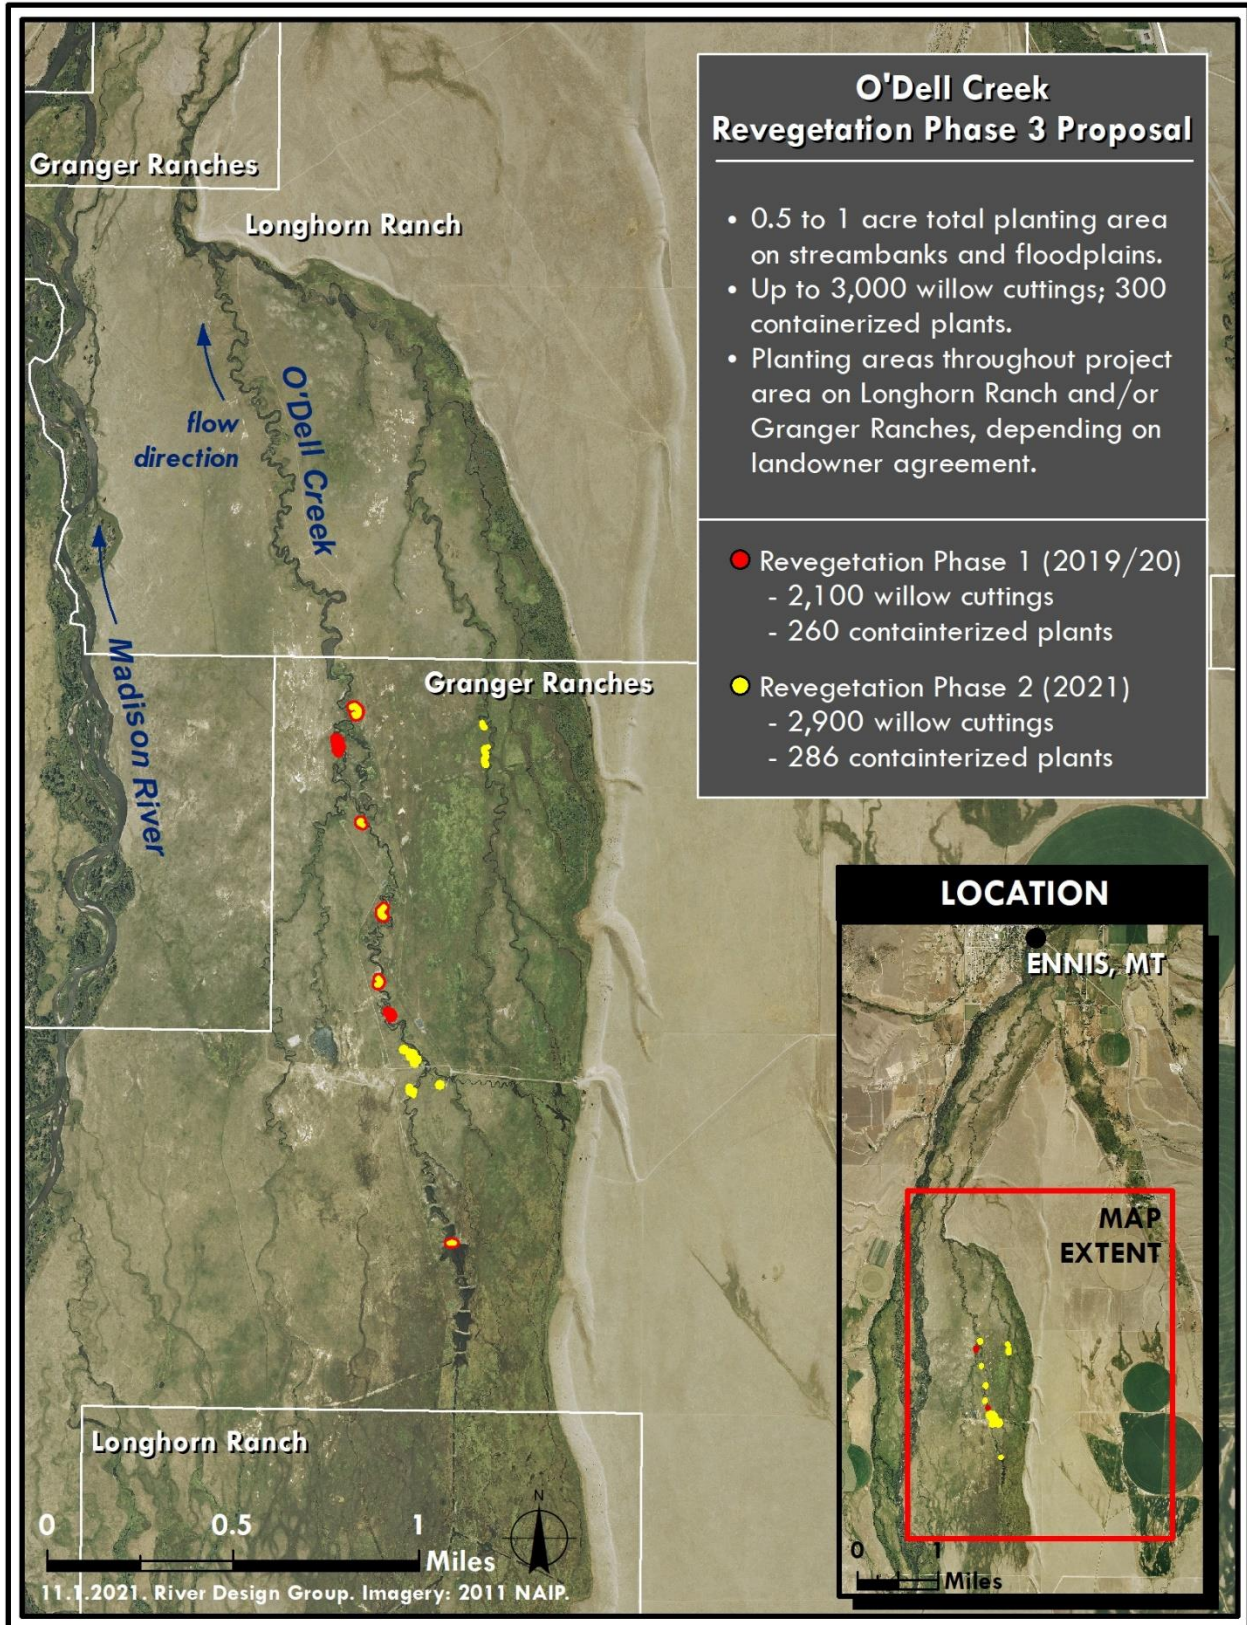 O'Dell Creek
Revegetation Phase 3 Proposal
• 0.5 to 1 acre total planting area
on streambanks and floodplains.
• Up to 3,000 willow cuttings; 300
containerized plants.
• Planting areas throughout project
area on Longhorn Ranch and/or
Granger Ranches, depending on
landowner agreement.
Revegetation Phase 1 (2019/20)
- 2,100 willow cuttings
- 260 containterized plants
Revegetation Phase 2 (2021)
- 2,900 willow cuttings
- 286 containterized plants
Granger Ranches
Longhorn Ranch
flow
direction
O'Dell Creek
Madison River
Granger Ranches
Longhorn Ranch
0 0.5 1
Miles
N
11.1.2021. River Design Group. Imagery: 2011 NAIP.
LOCATION
ENNIS, MT
MAP
EXTENT
0 1
Miles